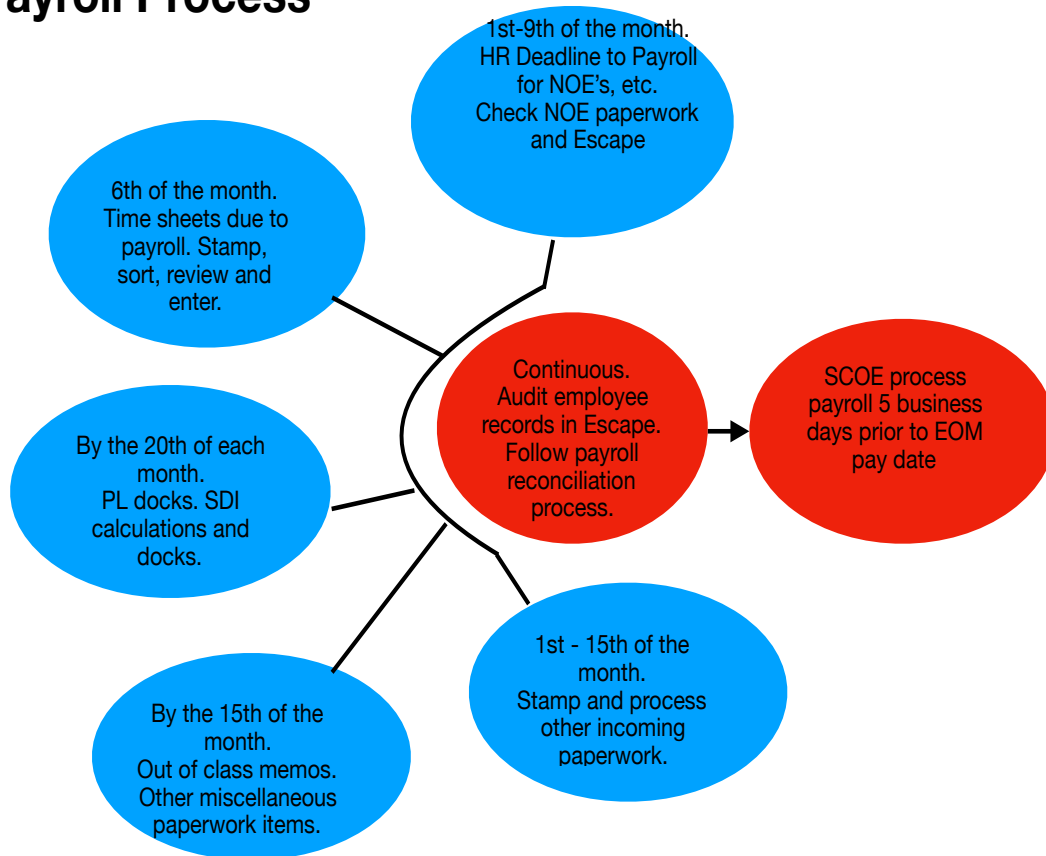 ayroll Process
1st-9th of the month.
HR Deadline to Payroll
for NOE's, etc.
Check NOE paperwork
and Escape
6th of the month.
Time sheets due to
payroll. Stamp,
sort, review and
enter.
Continuous.
Audit employee
records in Escape.
Follow payroll
reconciliation
process.
SCOE process
payroll 5 business
days prior to EOM
pay date
By the 20th of each
month.
PL docks. SDI
calculations and
docks.
1st - 15th of the
month.
Stamp and process
other incoming
paperwork.
By the 15th of the
month.
Out of class memos.
Other miscellaneous
paperwork items.